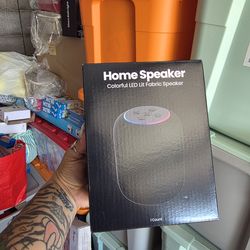 Home Speaker
Colorful LED Lit Fabric Speaker
1 Count